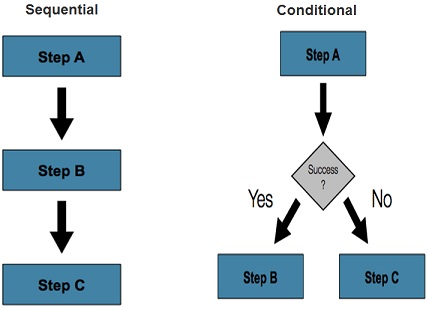 Sequential
Step A
Step B
Step C
Conditional
Step A
Success
?
Yes
No
Step B
Step C